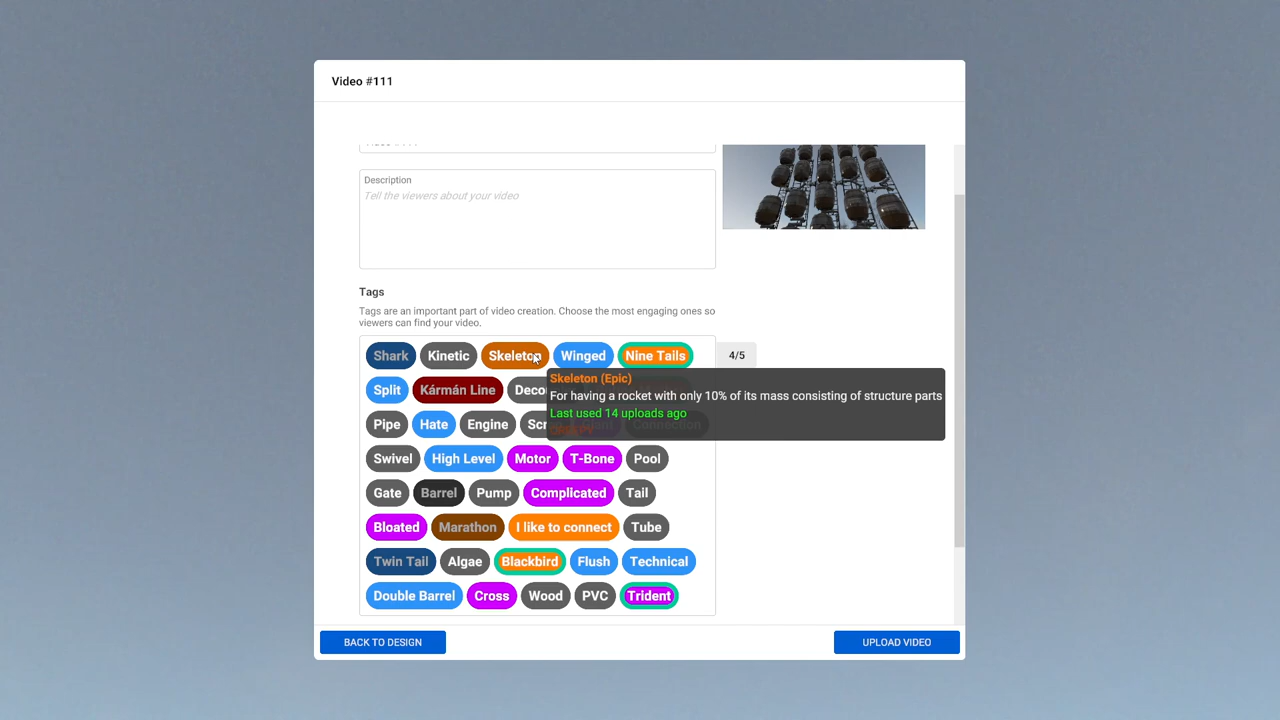 Video #111
Description
Tell the viewers about your video
Tags
Tags are an important part of video creation. Choose the most engaging ones so
viewers can find your video.
Shark Kinetic Skeleton Winged Nine Tails 4/5
Split Kármán Line
Skeleton (Epic)
For having a rocket with only 10% of its mass consisting of structure parts
Last used 14 uploads ago
Pipe Hate Engine Connection
Swivel High Level Motor T-Bone Pool
Gate Barrel Pump Complicated Tail
Bloated Marathon I like to connect Tube
Twin Tail Algae Blackbird Flush Technical
Double Barrel Cross Wood PVC Trident
BACK TO DESIGN UPLOAD VIDEO